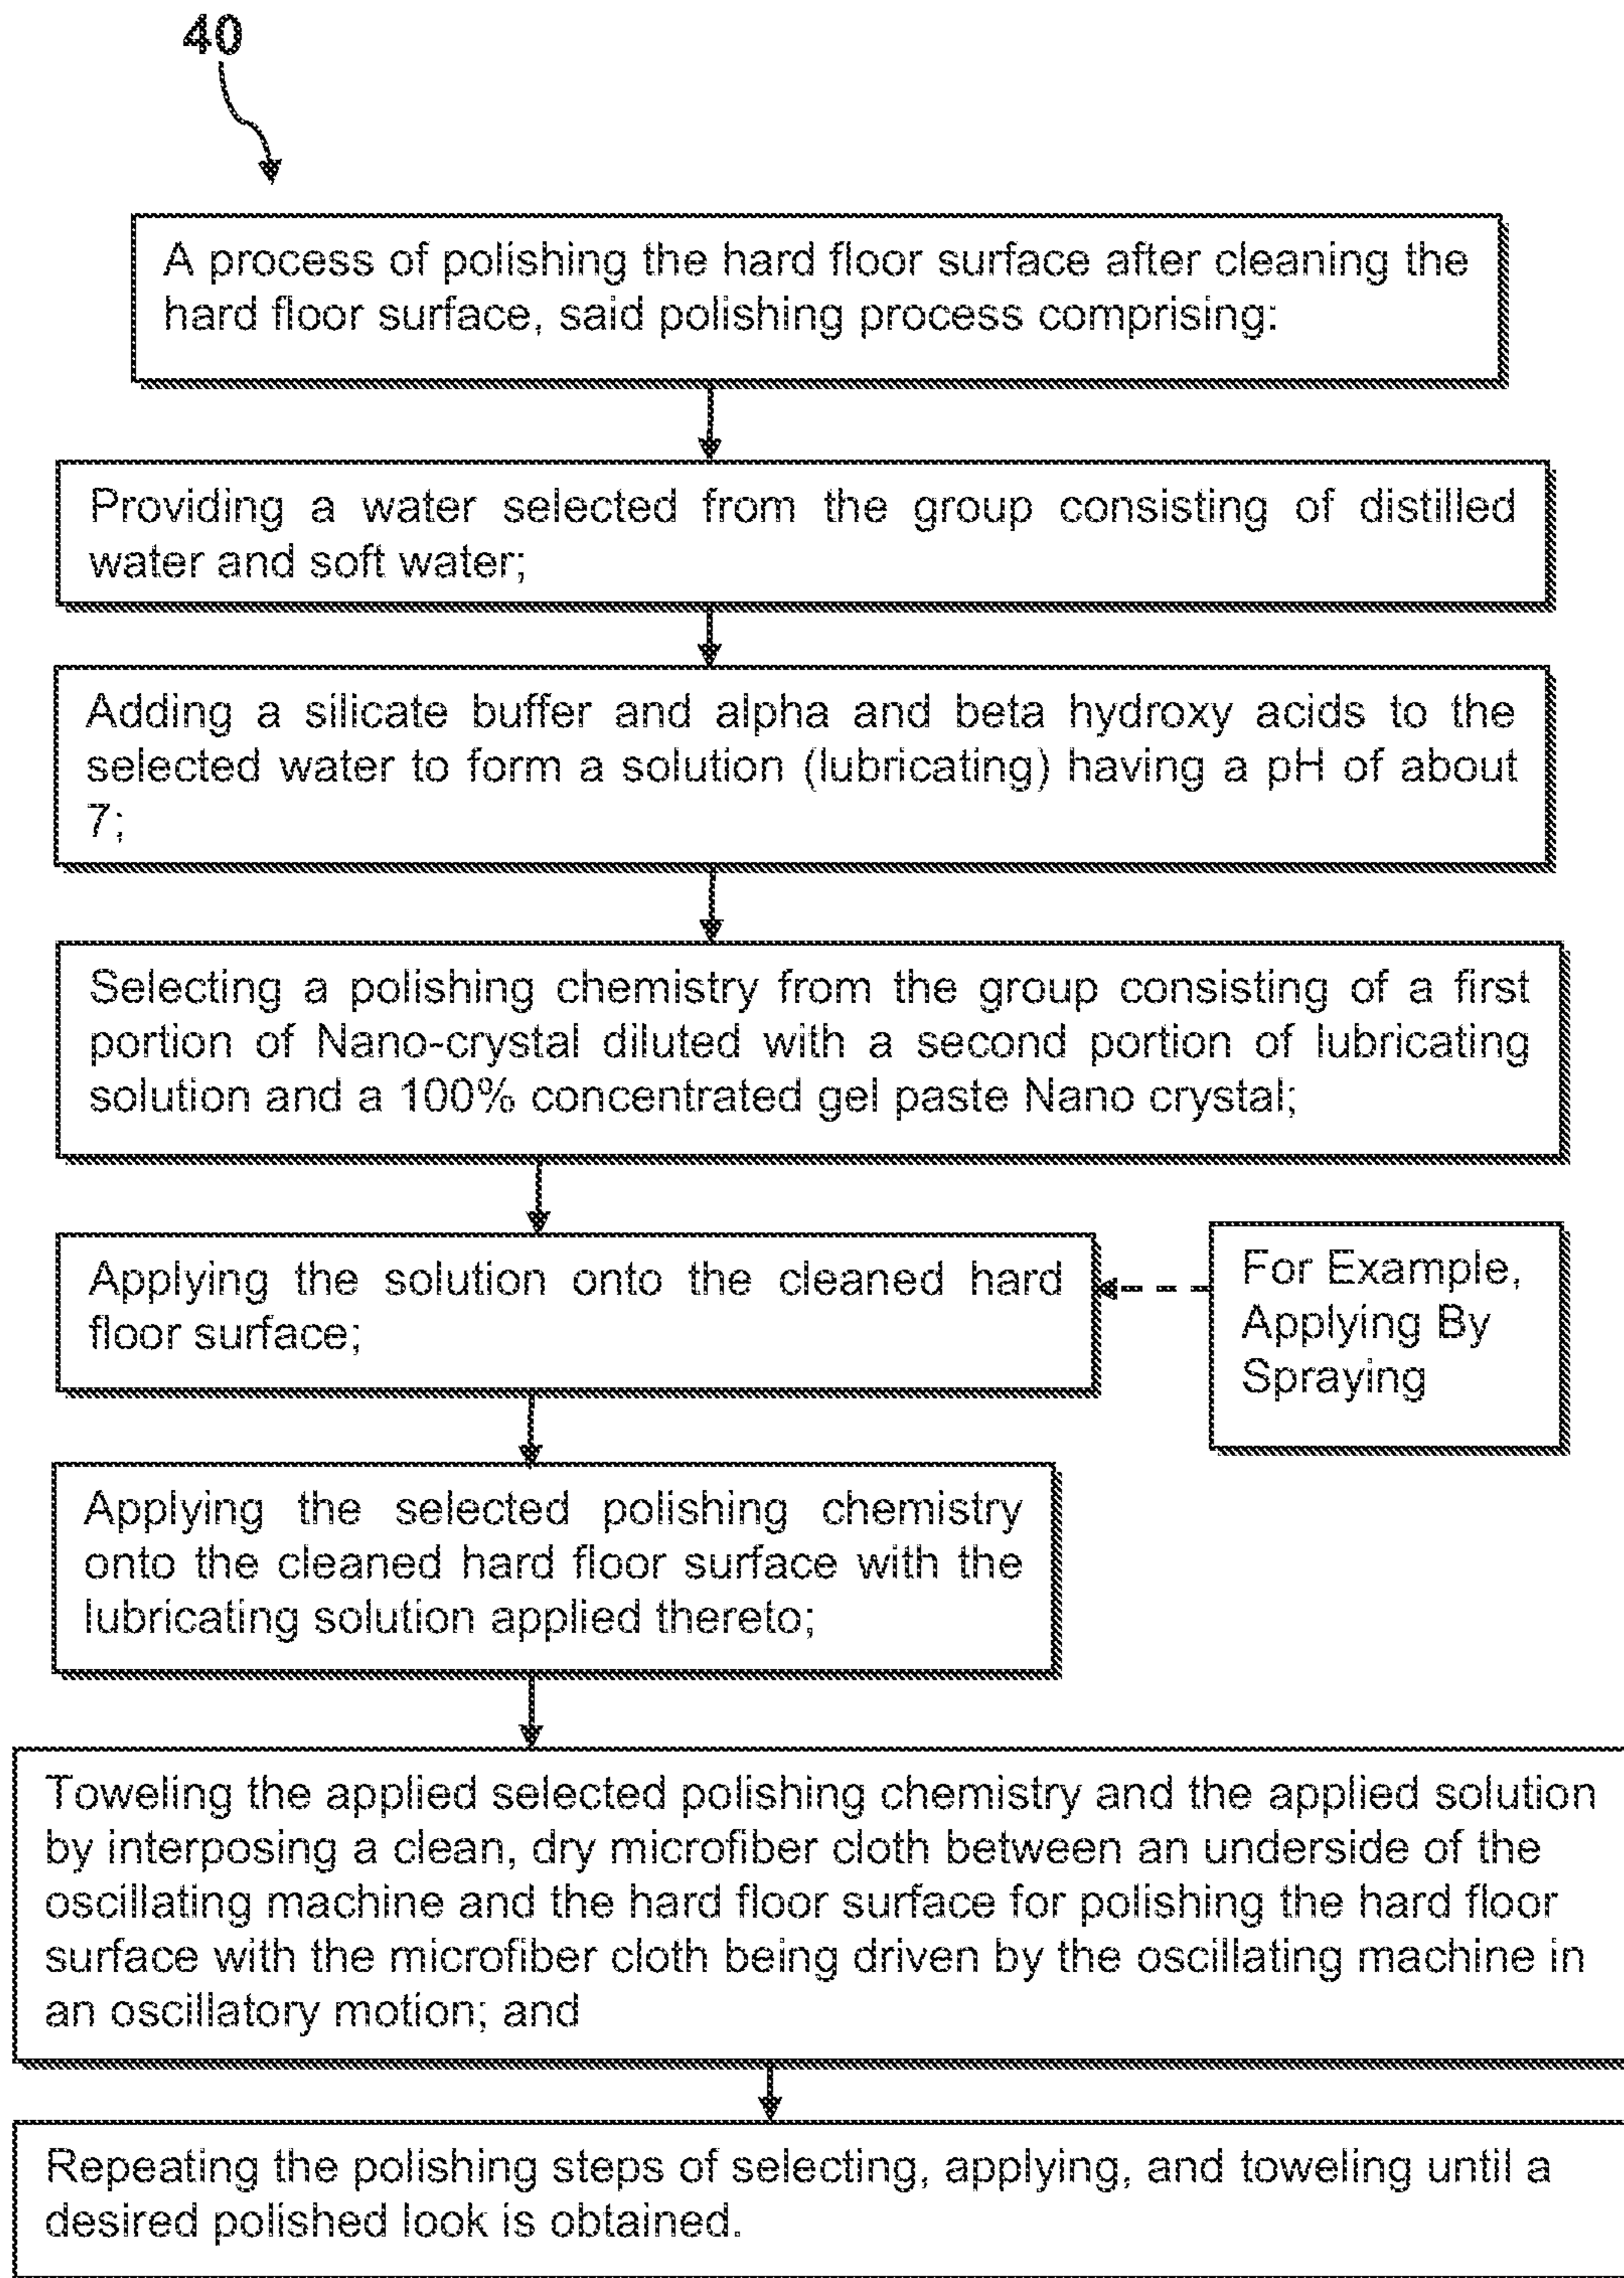 40
A process of polishing the hard floor surface after cleaning the
hard floor surface, said polishing process comprising:
Providing a water selected from the group consisting of distilled
water and soft water;
Adding a silicate buffer and alpha and beta hydroxy acids to the
selected water to form a solution (lubricating) having a pH of about
7;
Selecting a polishing chemistry from the group consisting of a first
portion of Nano-crystal diluted with a second portion of lubricating
solution and a 100% concentrated gel paste Nano crystal;
Applying the solution onto the cleaned hard
floor surface;
For Example,
Applying By
Spraying
Applying the selected polishing chemistry
onto the cleaned hard floor surface with the
lubricating solution applied thereto;
Toweling the applied selected polishing chemistry and the applied solution
by interposing a clean, dry microfiber cloth between an underside of the
oscillating machine and the hard floor surface for polishing the hard floor
surface with the microfiber cloth being driven by the oscillating machine in
an oscillatory motion; and
Repeating the polishing steps of selecting, applying, and toweling until a
desired polished look is obtained.